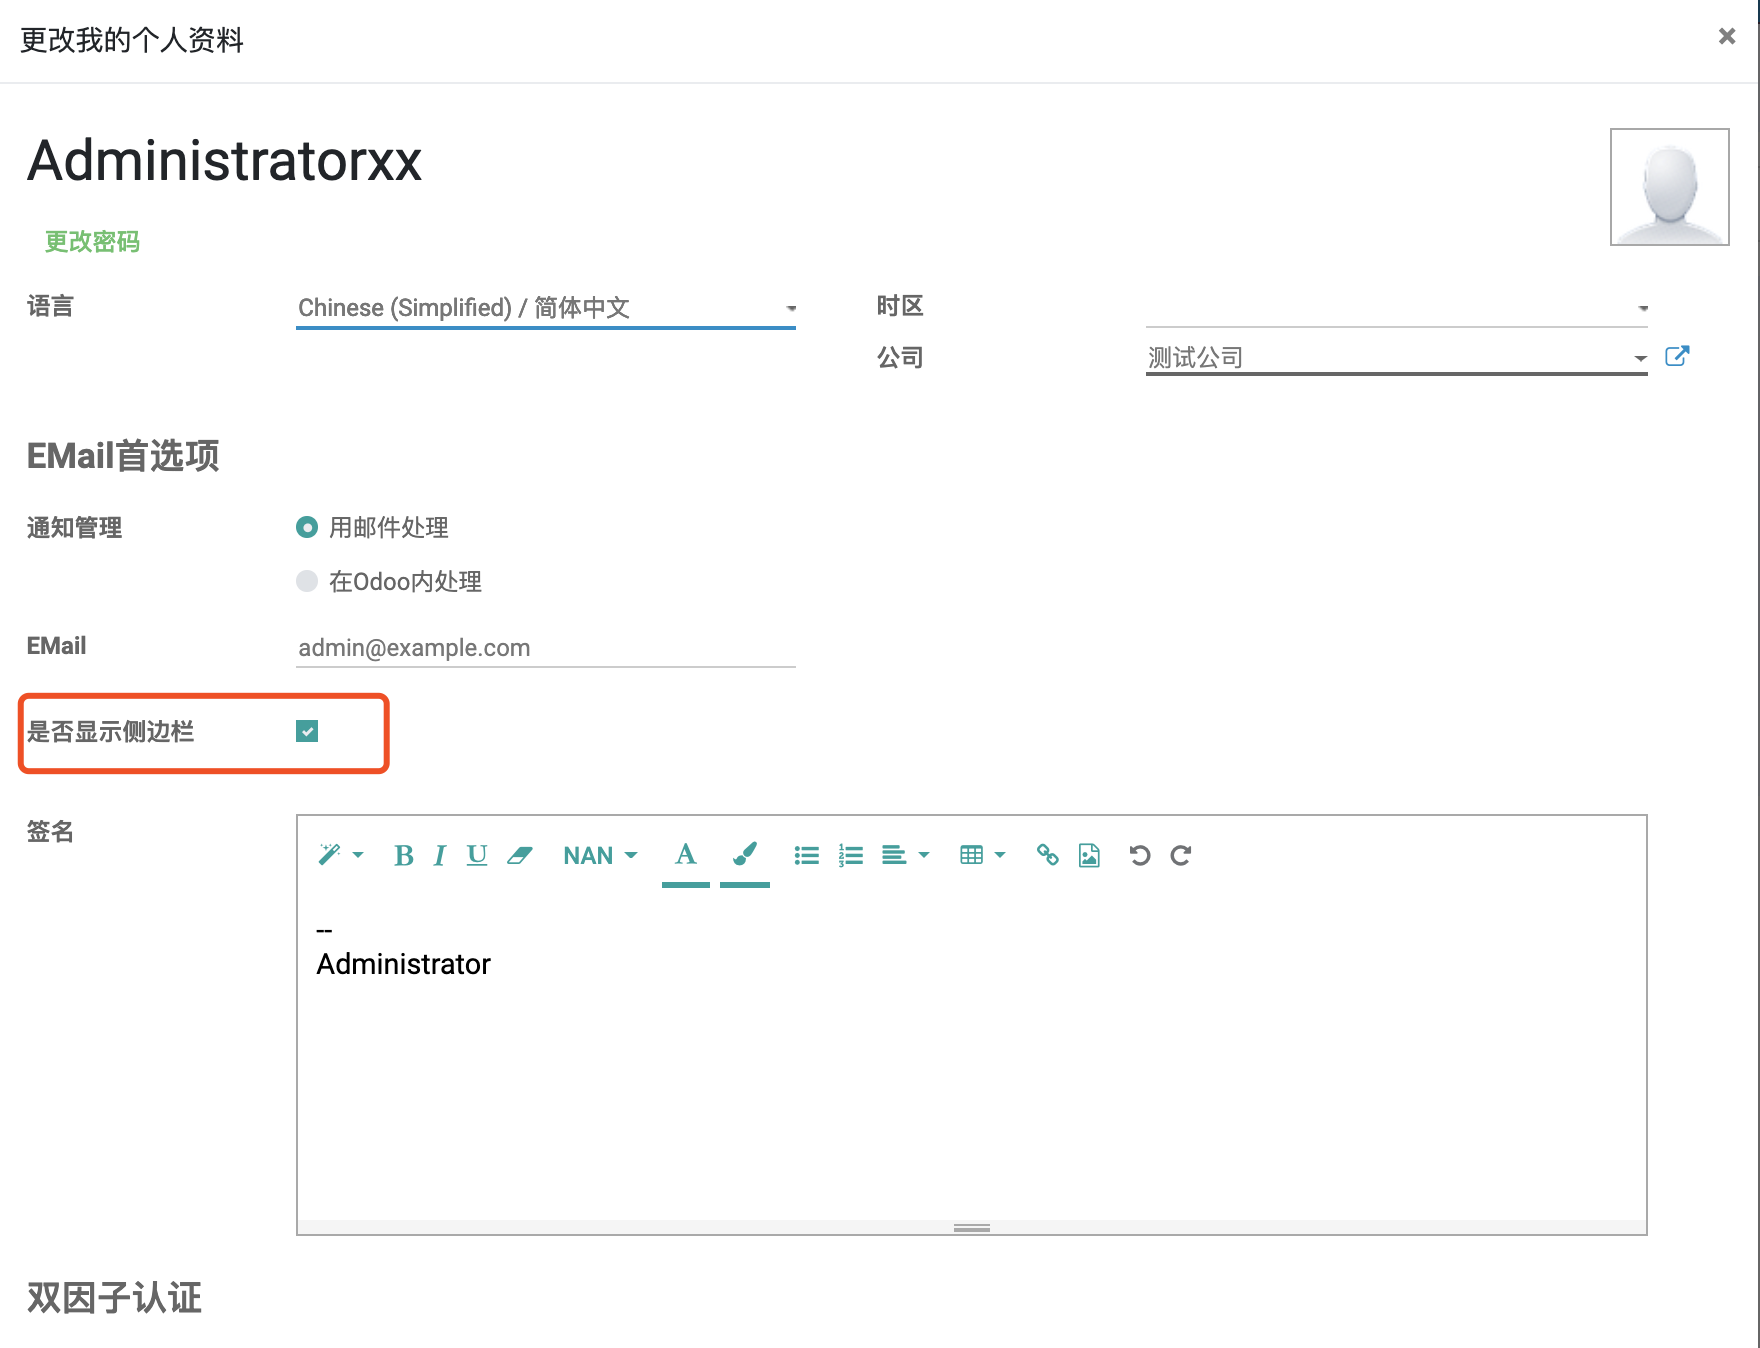 更改我的个人资料
Administratorxx
更改密码
语言 Chinese (Simplified) / 简体中文 时区
公司 测试公司
EMail首选项
通知管理 用邮件处理
在Odoo内处理
EMail admin@example.com
是否显示侧边栏
签名
B I U NAN A
--
Administrator
双因子认证